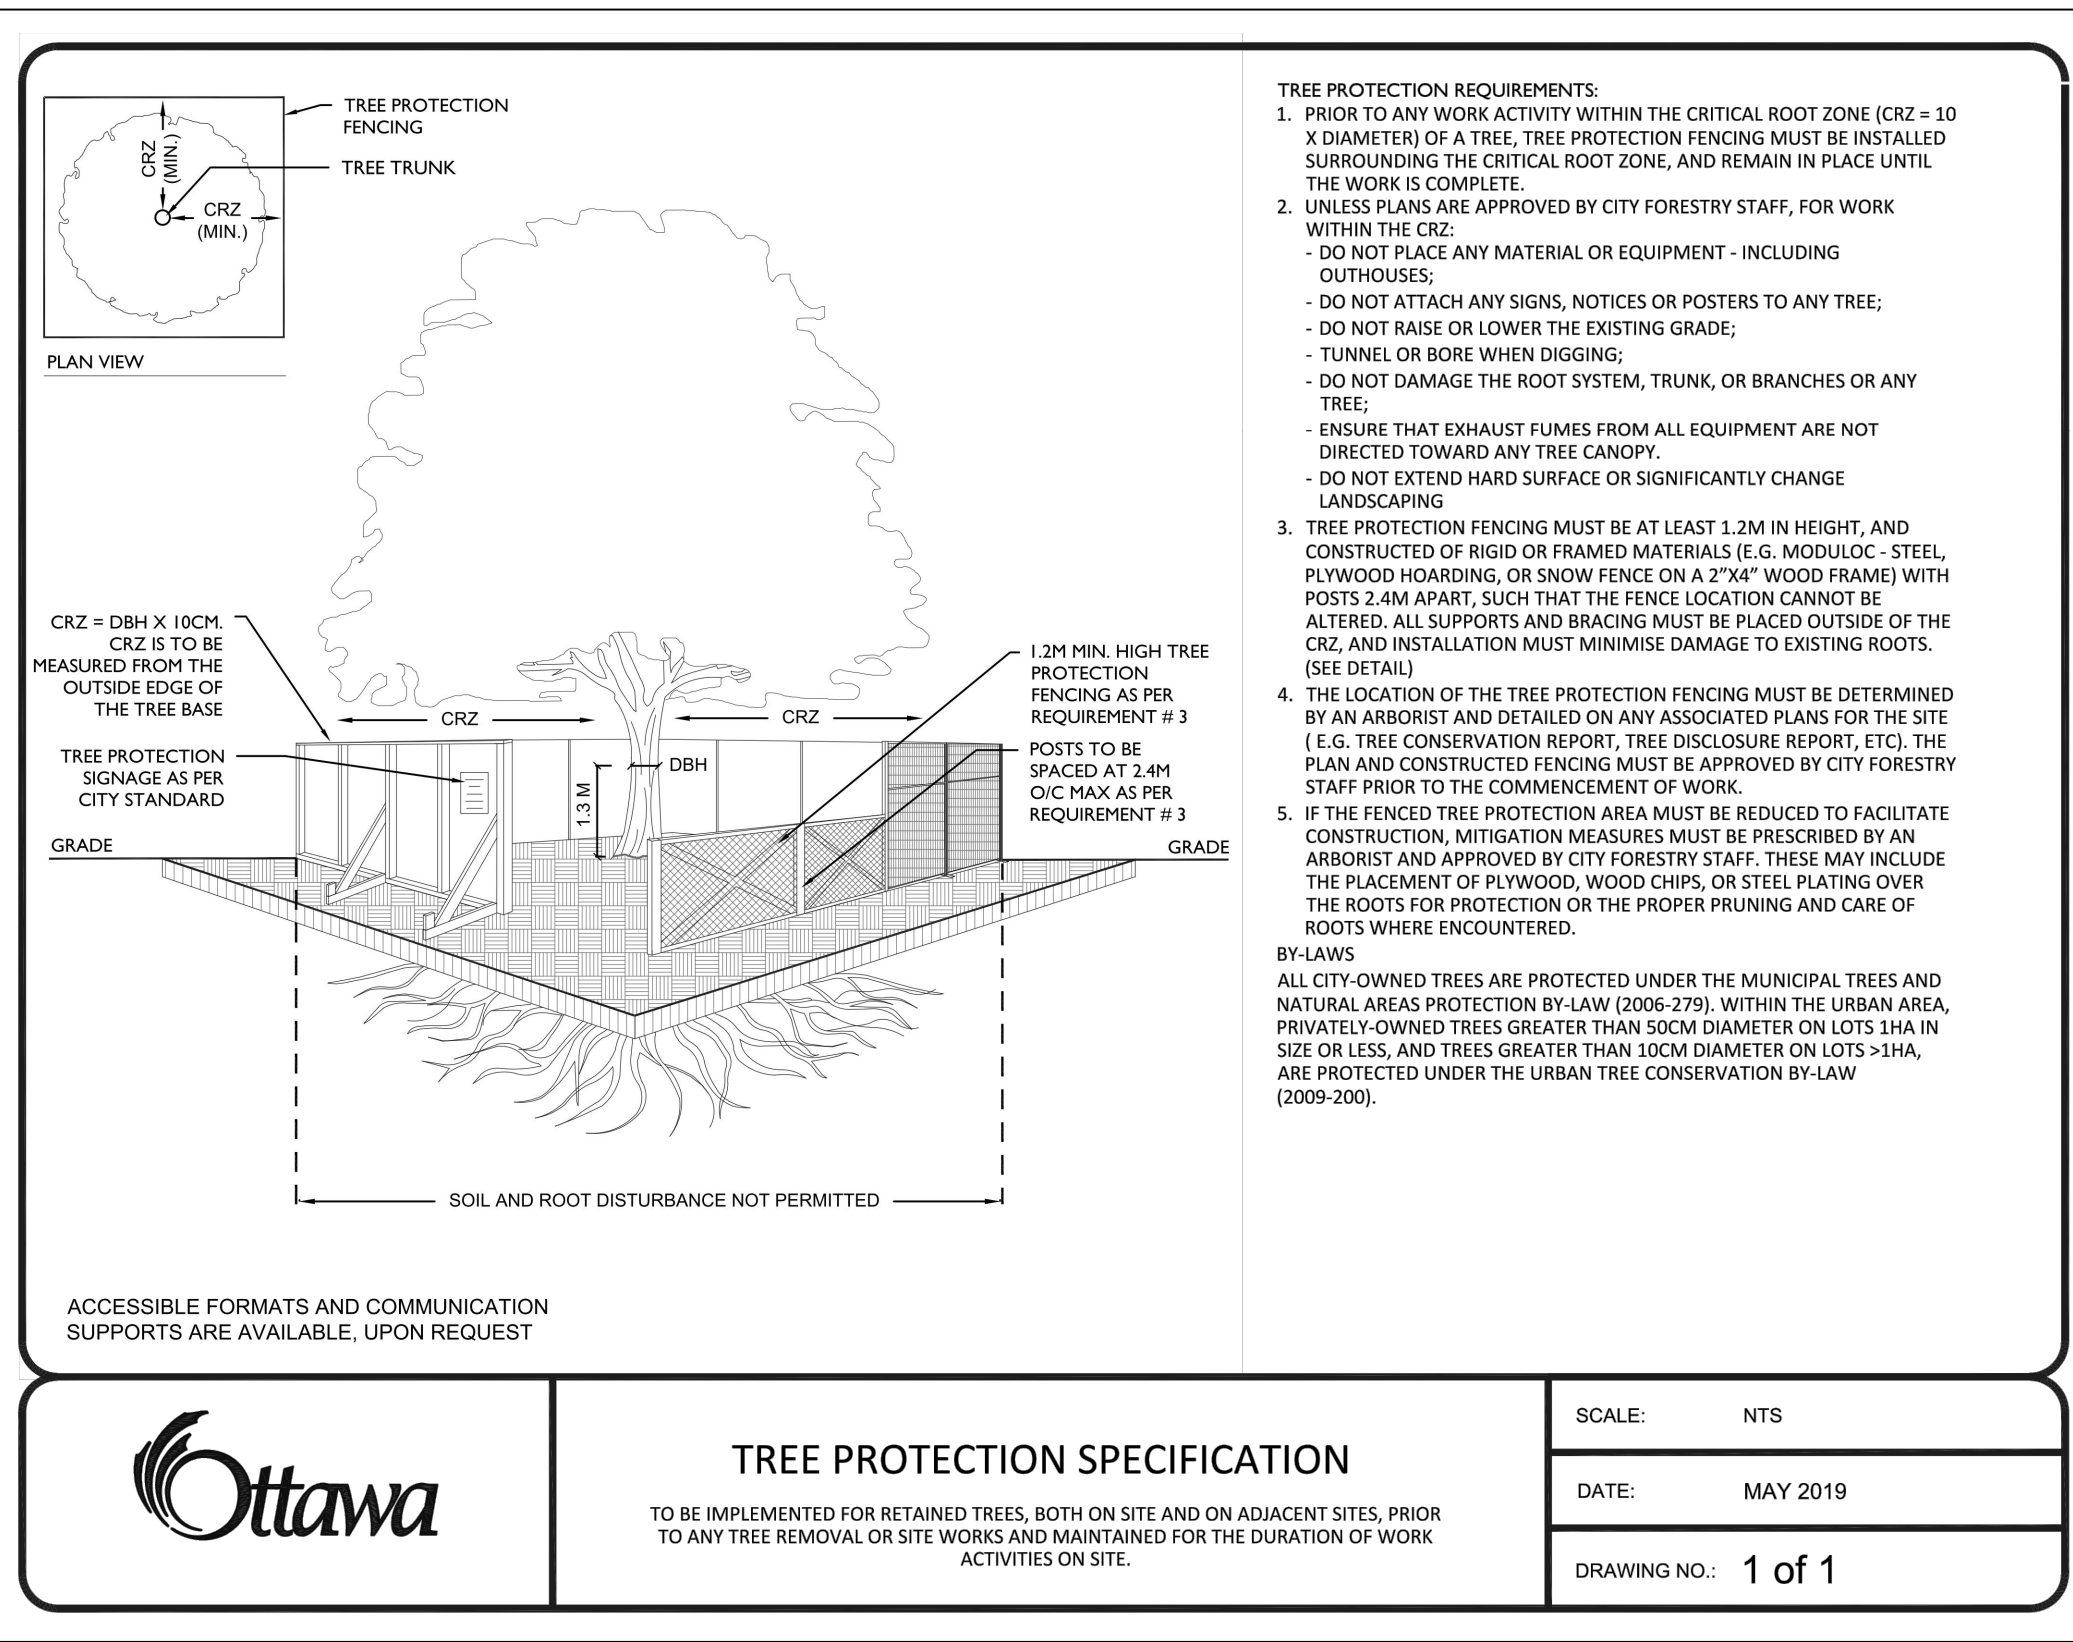 TREE PROTECTION
FENCING
TREE TRUNK
CRZ
(MIN.)
CRZ
(MIN.)
PLAN VIEW
CRZ = DBH X 10CM.
CRZ IS TO BE
MEASURED FROM THE
OUTSIDE EDGE OF
THE TREE BASE
TREE PROTECTION
SIGNAGE AS PER
CITY STANDARD
GRADE
CRZ
CRZ
DBH
1.3 M
1.2M MIN. HIGH TREE
PROTECTION
FENCING AS PER
REQUIREMENT # 3
POSTS TO BE
SPACED AT 2.4M
O/C MAX AS PER
REQUIREMENT # 3
GRADE
SOIL AND ROOT DISTURBANCE NOT PERMITTED
ACCESSIBLE FORMATS AND COMMUNICATION
SUPPORTS ARE AVAILABLE, UPON REQUEST
TREE PROTECTION REQUIREMENTS:
1. PRIOR TO ANY WORK ACTIVITY WITHIN THE CRITICAL ROOT ZONE (CRZ = 10
X DIAMETER) OF A TREE, TREE PROTECTION FENCING MUST BE INSTALLED
SURROUNDING THE CRITICAL ROOT ZONE, AND REMAIN IN PLACE UNTIL
THE WORK IS COMPLETE.
2. UNLESS PLANS ARE APPROVED BY CITY FORESTRY STAFF, FOR WORK
WITHIN THE CRZ:
- DO NOT PLACE ANY MATERIAL OR EQUIPMENT - INCLUDING
OUTHOUSES;
- DO NOT ATTACH ANY SIGNS, NOTICES OR POSTERS TO ANY TREE;
- DO NOT RAISE OR LOWER THE EXISTING GRADE;
- TUNNEL OR BORE WHEN DIGGING;
- DO NOT DAMAGE THE ROOT SYSTEM, TRUNK, OR BRANCHES OR ANY
TREE;
- ENSURE THAT EXHAUST FUMES FROM ALL EQUIPMENT ARE NOT
DIRECTED TOWARD ANY TREE CANOPY.
- DO NOT EXTEND HARD SURFACE OR SIGNIFICANTLY CHANGE
LANDSCAPING
3. TREE PROTECTION FENCING MUST BE AT LEAST 1.2M IN HEIGHT, AND
CONSTRUCTED OF RIGID OR FRAMED MATERIALS (E.G. MODULOC - STEEL,
PLYWOOD HOARDING, OR SNOW FENCE ON A 2”X4” WOOD FRAME) WITH
POSTS 2.4M APART, SUCH THAT THE FENCE LOCATION CANNOT BE
ALTERED. ALL SUPPORTS AND BRACING MUST BE PLACED OUTSIDE OF THE
CRZ, AND INSTALLATION MUST MINIMISE DAMAGE TO EXISTING ROOTS.
(SEE DETAIL)
4. THE LOCATION OF THE TREE PROTECTION FENCING MUST BE DETERMINED
BY AN ARBORIST AND DETAILED ON ANY ASSOCIATED PLANS FOR THE SITE
( E.G. TREE CONSERVATION REPORT, TREE DISCLOSURE REPORT, ETC). THE
PLAN AND CONSTRUCTED FENCING MUST BE APPROVED BY CITY FORESTRY
STAFF PRIOR TO THE COMMENCEMENT OF WORK.
5. IF THE FENCED TREE PROTECTION AREA MUST BE REDUCED TO FACILITATE
CONSTRUCTION, MITIGATION MEASURES MUST BE PRESCRIBED BY AN
ARBORIST AND APPROVED BY CITY FORESTRY STAFF. THESE MAY INCLUDE
THE PLACEMENT OF PLYWOOD, WOOD CHIPS, OR STEEL PLATING OVER
THE ROOTS FOR PROTECTION OR THE PROPER PRUNING AND CARE OF
ROOTS WHERE ENCOUNTERED.
BY-LAWS
ALL CITY-OWNED TREES ARE PROTECTED UNDER THE MUNICIPAL TREES AND
NATURAL AREAS PROTECTION BY-LAW (2006-279). WITHIN THE URBAN AREA,
PRIVATELY-OWNED TREES GREATER THAN 50CM DIAMETER ON LOTS 1HA IN
SIZE OR LESS, AND TREES GREATER THAN 10CM DIAMETER ON LOTS >1HA,
ARE PROTECTED UNDER THE URBAN TREE CONSERVATION BY-LAW
(2009-200).
Ottawa
TREE PROTECTION SPECIFICATION
TO BE IMPLEMENTED FOR RETAINED TREES, BOTH ON SITE AND ON ADJACENT SITES, PRIOR
TO ANY TREE REMOVAL OR SITE WORKS AND MAINTAINED FOR THE DURATION OF WORK
ACTIVITIES ON SITE.
SCALE: NTS
DATE: MAY 2019
DRAWING NO.: 1 of 1